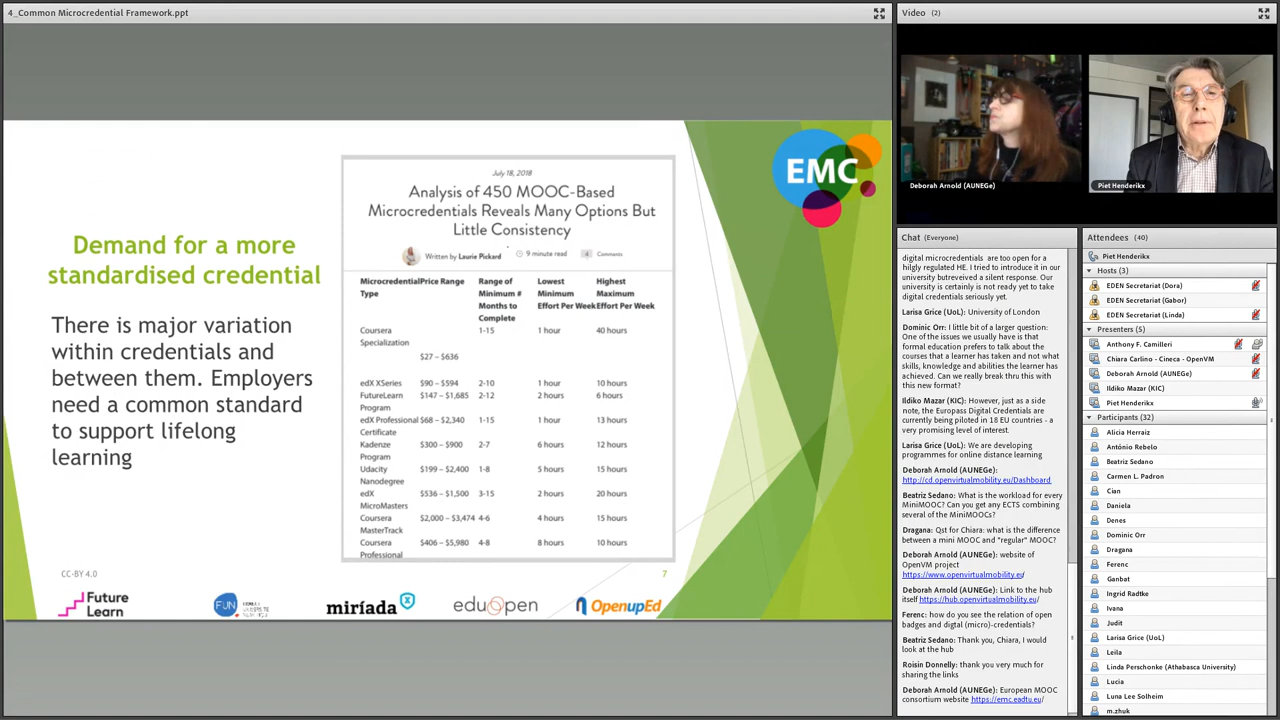 4_Common Microcredential Framework.ppt
Demand for a more
standardised credential
There is major variation
within credentials and
between them. Employers
need a common standard
to support lifelong
learning
July 18, 2018
Analysis of 450 MOOC-Based
Microcredentials Reveals Many Options But
Little Consistency
Written by Laurie Pickard 9 minute read 4 Comments
Microcredential Price Range Range of Lowest Highest
Type Minimum # Minimum Maximum
Months to Effort Per Week Effort Per Week
Complete
Coursera 1-15 1 hour 40 hours
Specialization
$27 – $636
edX XSeries $90 – $594 2-10 1 hour 10 hours
FutureLearn $147 – $1,685 2-12 2 hours 6 hours
Program
edX Professional $68 – $2,340 1-15 1 hour 13 hours
Certificate
Kadenze $300 – $900 2-7 6 hours 12 hours
Program
Udacity $199 – $2,400 1-8 5 hours 15 hours
Nanodegree
edX $536 – $1,500 3-15 2 hours 20 hours
MicroMasters
Coursera $2,000 – $3,474 4-6 4 hours 15 hours
MasterTrack
Coursera $406 – $5,980 4-8 8 hours 10 hours
Professional
EMC
CC-BY 4.0
7
Future
Learn
FUN
miríada x
eduopen
OpenupEd
Video (2)
Deborah Arnold (AUNEGe)
Piet Henderikx
Chat (Everyone)
digital microcredentials are too open for a
hilgly regulated HE. I tried to introduce it in our
university butreveived a silent response. Our
university is certainly is not ready yet to take
digital credentials seriously yet.
Larisa Grice (UoL): University of London
Dominic Orr: I little bit of a larger question:
One of the issues we usually have is that
formal education prefers to talk about the
courses that a learner has taken and not what
skills, knowledge and abilities the learner has
achieved. Can we really break thru this with
this new format?
Ildiko Mazar (KIC): However, just as a side
note, the Europass Digital Credentials are
currently being piloted in 18 EU countries - a
very promising level of interest.
Larisa Grice (UoL): We are developing
programmes for online distance learning
Deborah Arnold (AUNEGe):
http://cd.openvirtualmobility.eu/Dashboard
Beatriz Sedano: What is the workload for every
MiniMOOC? Can you get any ECTS combining
several of the MiniMOOCs?
Dragana: Qst for Chiara: what is the difference
between a mini MOOC and "regular" MOOC?
Deborah Arnold (AUNEGe): website of
OpenVM project
https://www.openvirtualmobility.eu/
Deborah Arnold (AUNEGe): Link to the hub
itself https://hub.openvirtualmobility.eu/
Ferenc: how do you see the relation of open
badges and digtal (micro)-credentials?
Beatriz Sedano: Thank you, Chiara, I would
look at the hub
Roisin Donnelly: thank you very much for
sharing the links
Deborah Arnold (AUNEGe): European MOOC
consortium website https://emc.eadtu.eu/
Attendees (40)
Piet Henderikx
Hosts (3)
EDEN Secretariat (Dora)
EDEN Secretariat (Gabor)
EDEN Secretariat (Linda)
Presenters (5)
Anthony F. Camilleri
Chiara Carlino - Cineca - OpenVM
Deborah Arnold (AUNEGe)
Ildiko Mazar (KIC)
Piet Henderikx
Participants (32)
Alicia Herraiz
António Rebelo
Beatriz Sedano
Carmen L. Padron
Cian
Daniela
Denes
Dominic Orr
Dragana
Ferenc
Ganbat
Ingrid Radtke
Ivana
Judit
Larisa Grice (UoL)
Leila
Linda Perschonke (Athabasca University)
Lucia
Luna Lee Solheim
m.zhuk